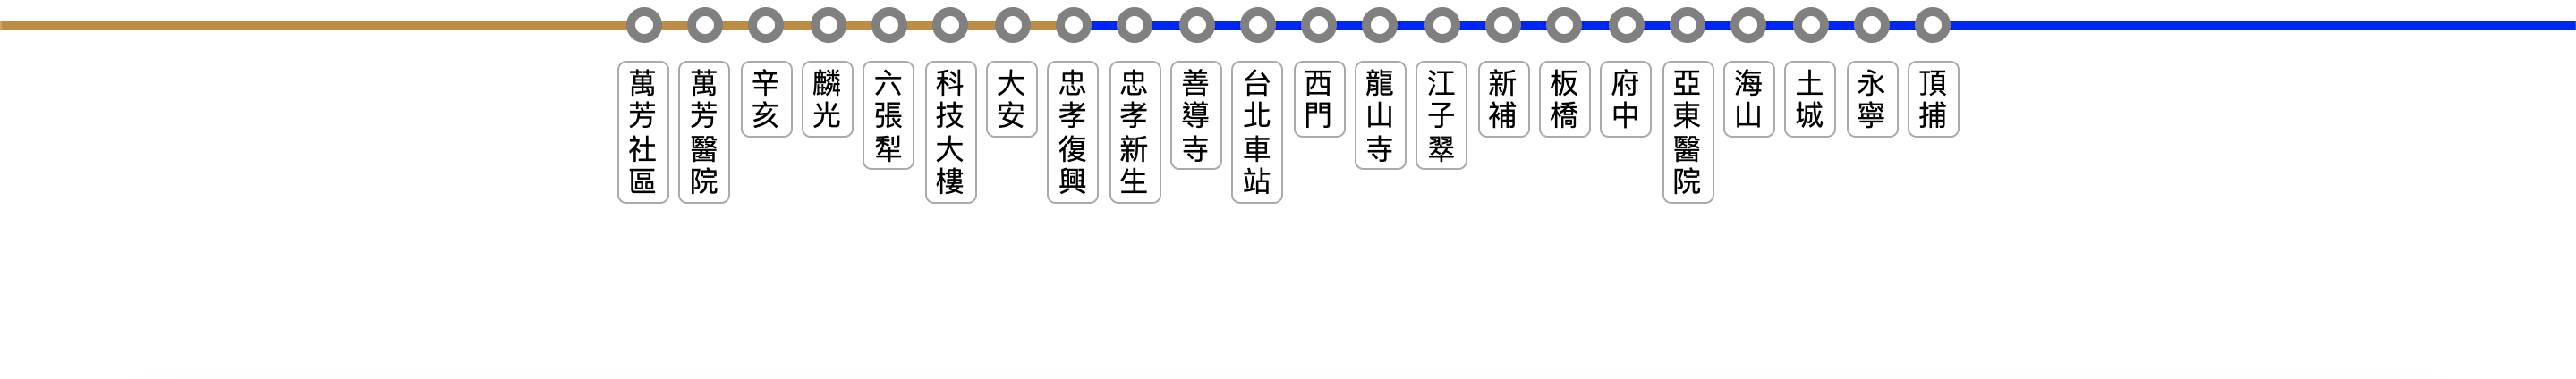 萬芳社區
萬芳醫院
辛亥
麟光
六張犁
科技大樓
大安
忠孝復興
忠孝新生
善導寺
台北車站
西門
龍山寺
江子翠
新補
板橋
府中
亞東醫院
海山
土城
永寧
頂捕